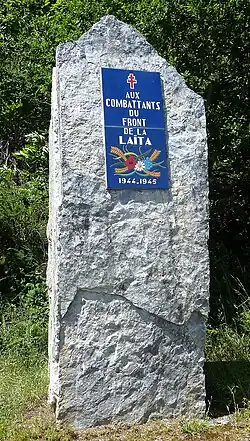 AUX
COMBATTANTS
DU
FRONT
DE LA
LAÏTA
1944-1945